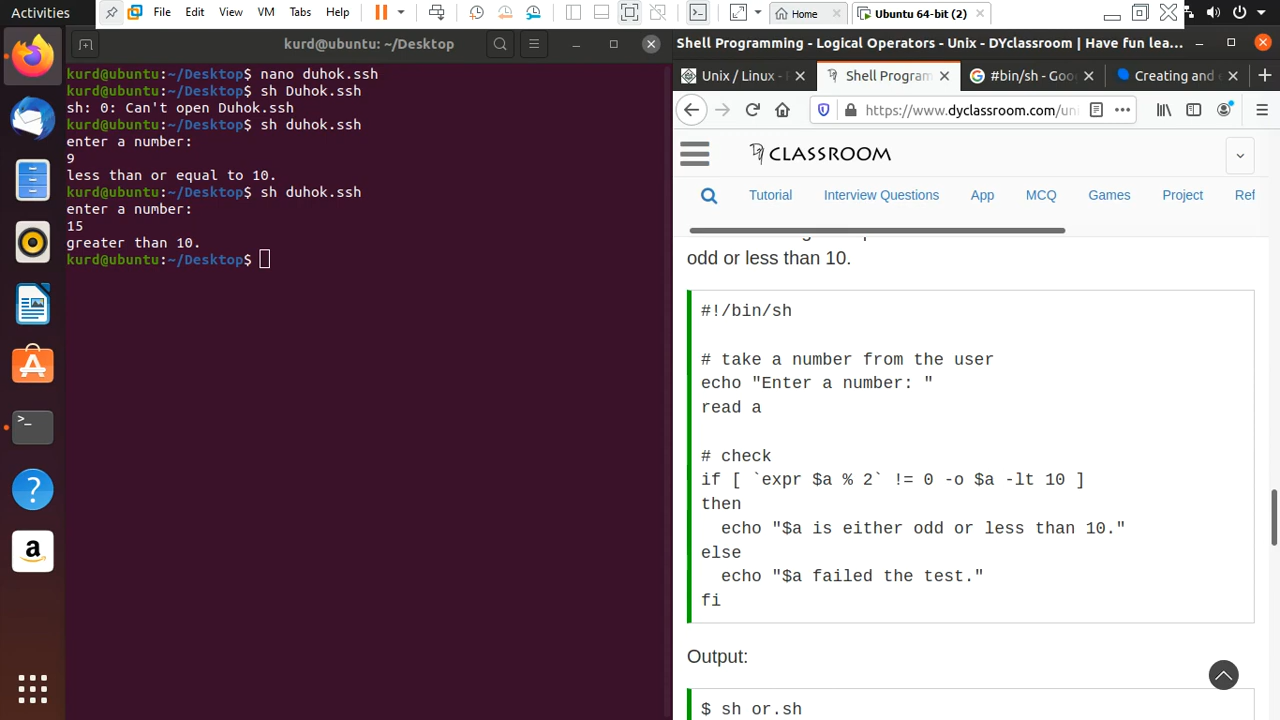 Activities
File Edit View VM Tabs Help
Home
Ubuntu 64-bit (2)
kurd@ubuntu: ~/Desktop
kurd@ubuntu:~/Desktop$ nano duhok.ssh
kurd@ubuntu:~/Desktop$ sh Duhok.ssh
sh: 0: Can't open Duhok.ssh
kurd@ubuntu:~/Desktop$ sh duhok.ssh
enter a number:
9
less than or equal to 10.
kurd@ubuntu:~/Desktop$ sh duhok.ssh
enter a number:
15
greater than 10.
kurd@ubuntu:~/Desktop$
Shell Programming - Logical Operators - Unix - DYclassroom | Have fun lea…
Unix / Linux -
Shell Program
#bin/sh - Goo
Creating and e
https://www.dyclassroom.com/uni
CLASSROOM
Tutorial Interview Questions App MCQ Games Project Ref
odd or less than 10.
#!/bin/sh
# take a number from the user
echo "Enter a number: "
read a
# check
if [ `expr $a % 2` != 0 -o $a -lt 10 ]
then
echo "$a is either odd or less than 10."
else
echo "$a failed the test."
fi
Output:
$ sh or.sh